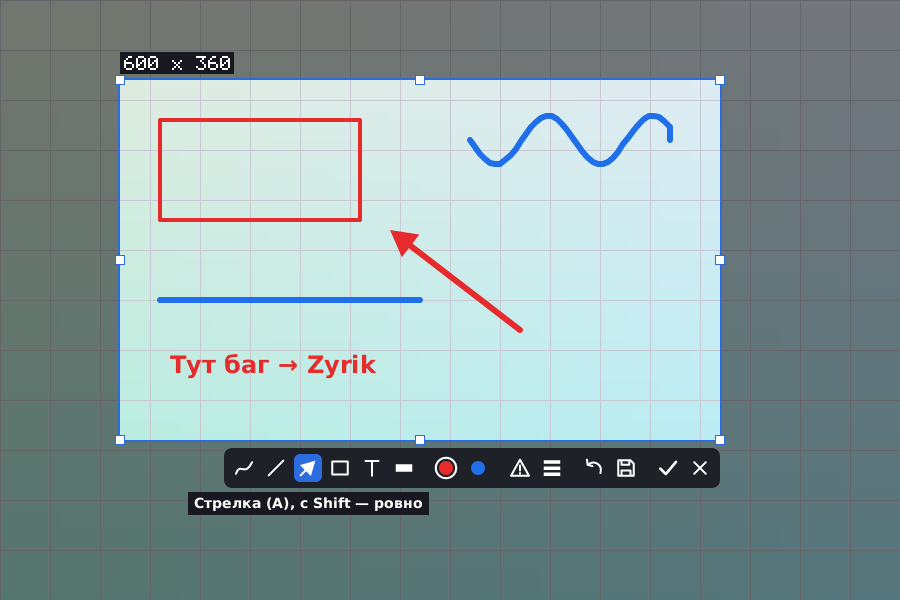 600 x 360
Тут баг → Zyrik
Стрелка (A), с Shift — ровно